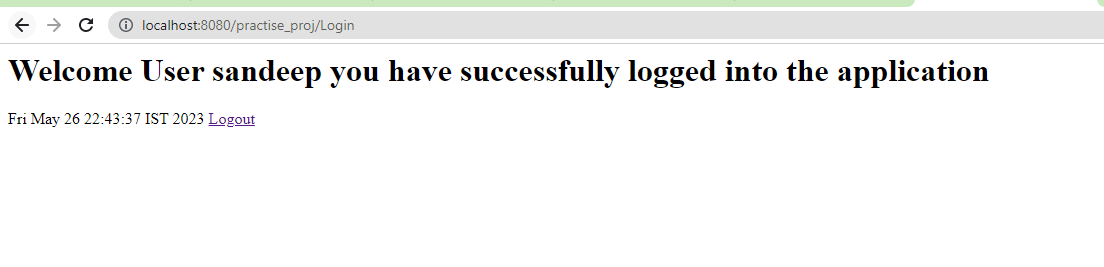 localhost:8080/practise_proj/Login
Welcome User sandeep you have successfully logged into the application
Fri May 26 22:43:37 IST 2023 Logout